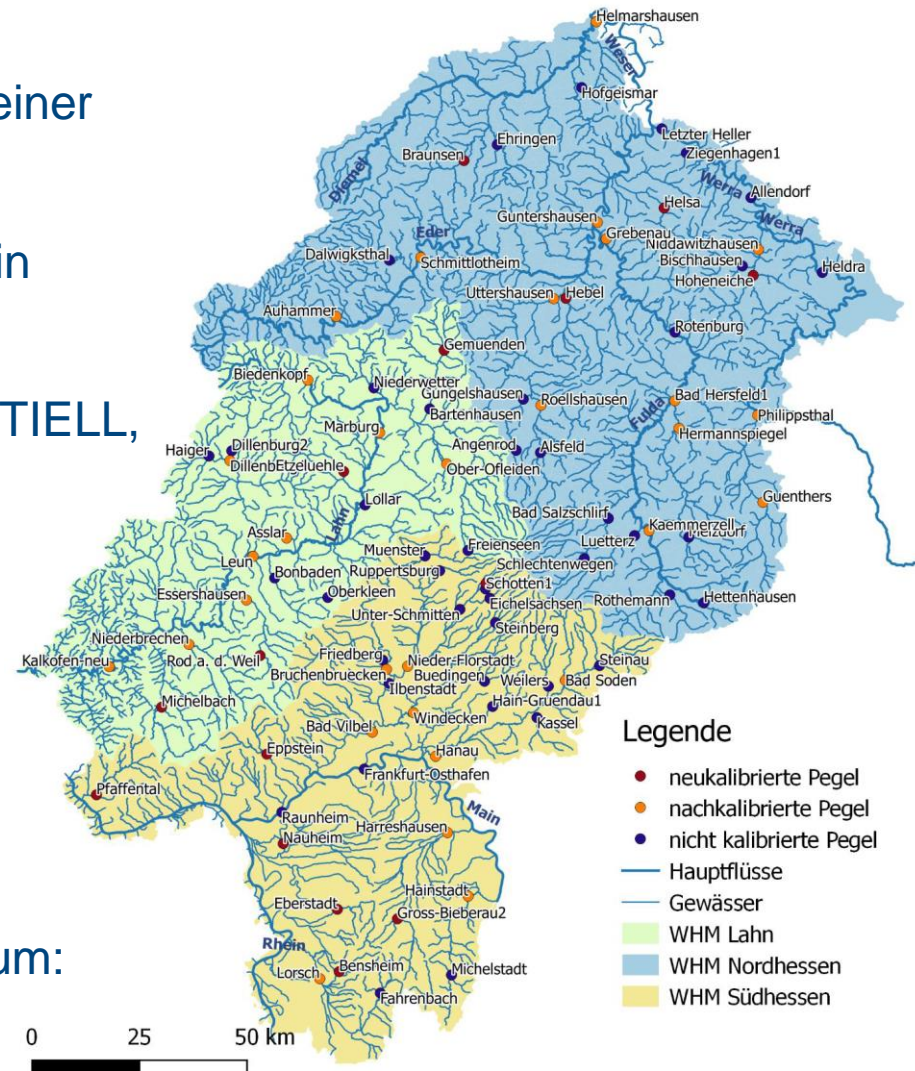 einer
in
TIELL,
um:
Helmarshausen
Weser
Hofgeismar
Letzter Heller
Ehringen
Ziegenhagen1
Braunsen
Diemel
Werra
Allendorf
Werra
Helsa
Guntershausen
Eder
Grebenau
Niddawitzhausen
Dalwigksthal
Schmittlotheim
Bischhausen
Heldra
Hoheneiche
Uttershausen
Hebel
Auhammer
Rotenburg
Gemuenden
Biedenkopf
Niederwetter
Gungelshausen
Roellshausen
Bad Hersfeld1
Bartenhausen
Fulda
Philippsthal
Marburg
Hermannspiegel
Haiger
Dillenburg2
Angenrod
Alsfeld
DillenbEtzeluehle
Ober-Ofleiden
Guenthers
Lollar
Bad Salzschlirf
Lahn
Asslar
Kaemmerzell
Luetterz
Muenster
Freienseen
Leun
Schlechtenwegen
Bonbaden
Ruppertsburg
Schotten1
Essershausen
Oberkleen
Eichelsachsen
Rothemann
Hettenhausen
Unter-Schmitten
Steinberg
Niederbrechen
Friedberg
Nieder-Florstadt
Steinau
Kalkofen-neu
Rod a. d. Weil
Bruchenbruecken
Buedingen
Weilers
Bad Soden
Ilbenstadt
Michelbach
Hain-Gruendau1
Windecken
Kassel
Bad Vilbel
Eppstein
Hanau
Frankfurt-Osthafen
Pfaffental
Raunheim
Main
Harreshausen
Nauheim
Hainstadt
Eberstadt
Gross-Bieberau2
Rhein
Bensheim
Michelstadt
Lorsch
Fahrenbach
Legende
neukalibrierte Pegel
nachkalibrierte Pegel
nicht kalibrierte Pegel
Hauptflüsse
Gewässer
WHM Lahn
WHM Nordhessen
WHM Südhessen
0 25 50 km